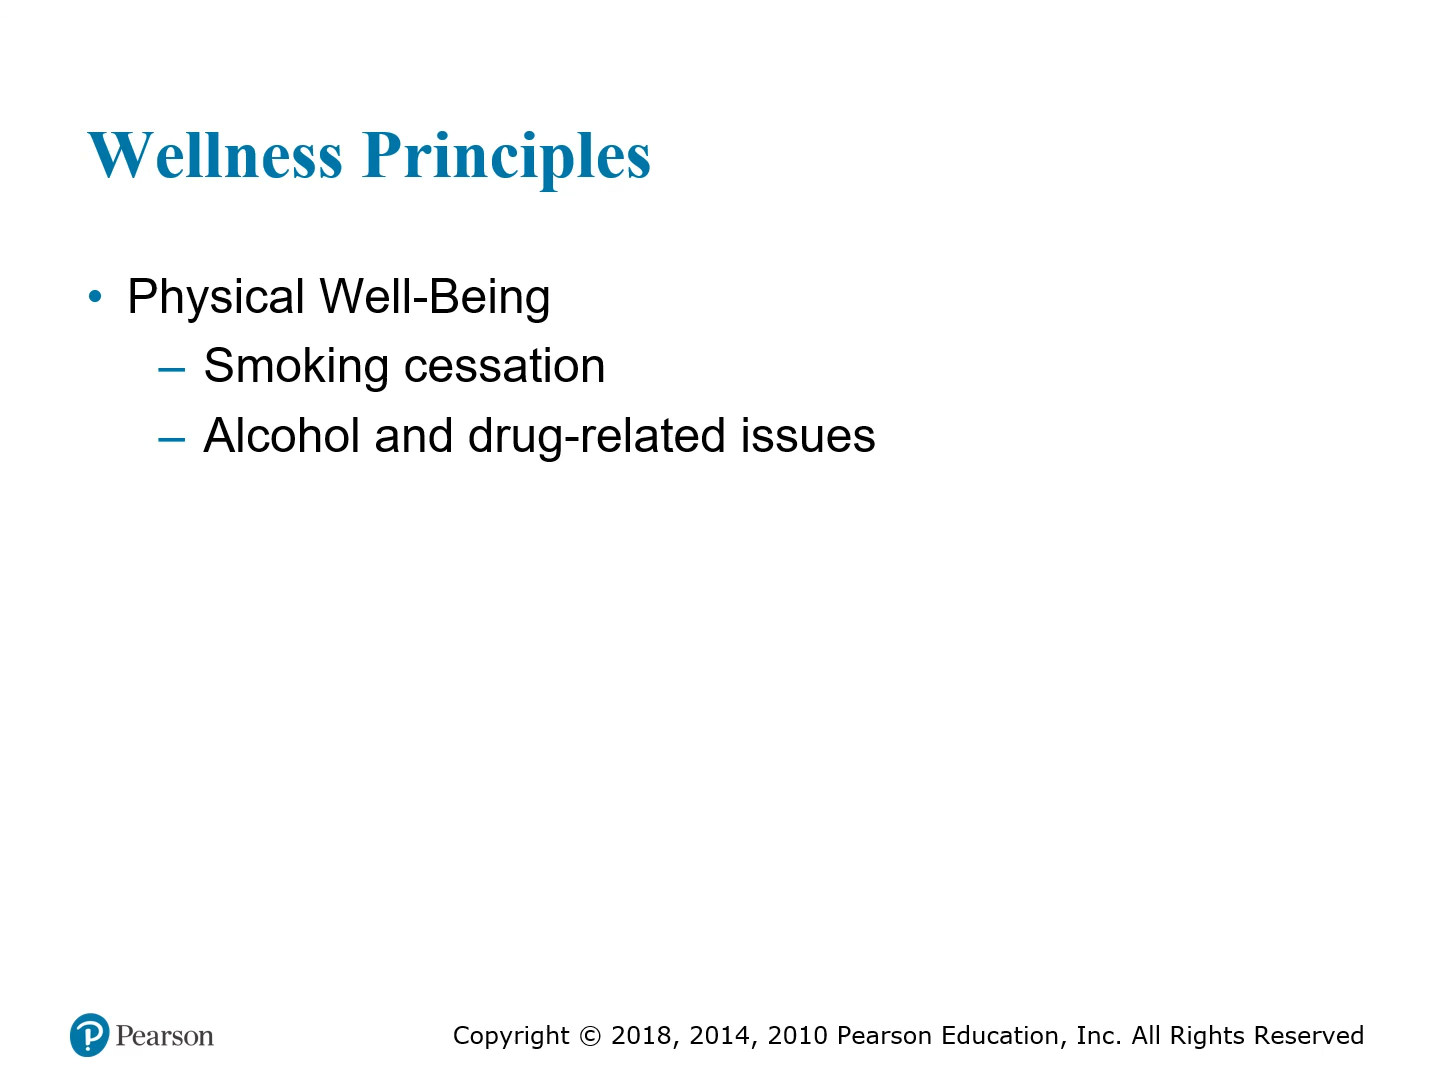 Wellness Principles
• Physical Well-Being
– Smoking cessation
– Alcohol and drug-related issues
Pearson
Copyright © 2018, 2014, 2010 Pearson Education, Inc. All Rights Reserved